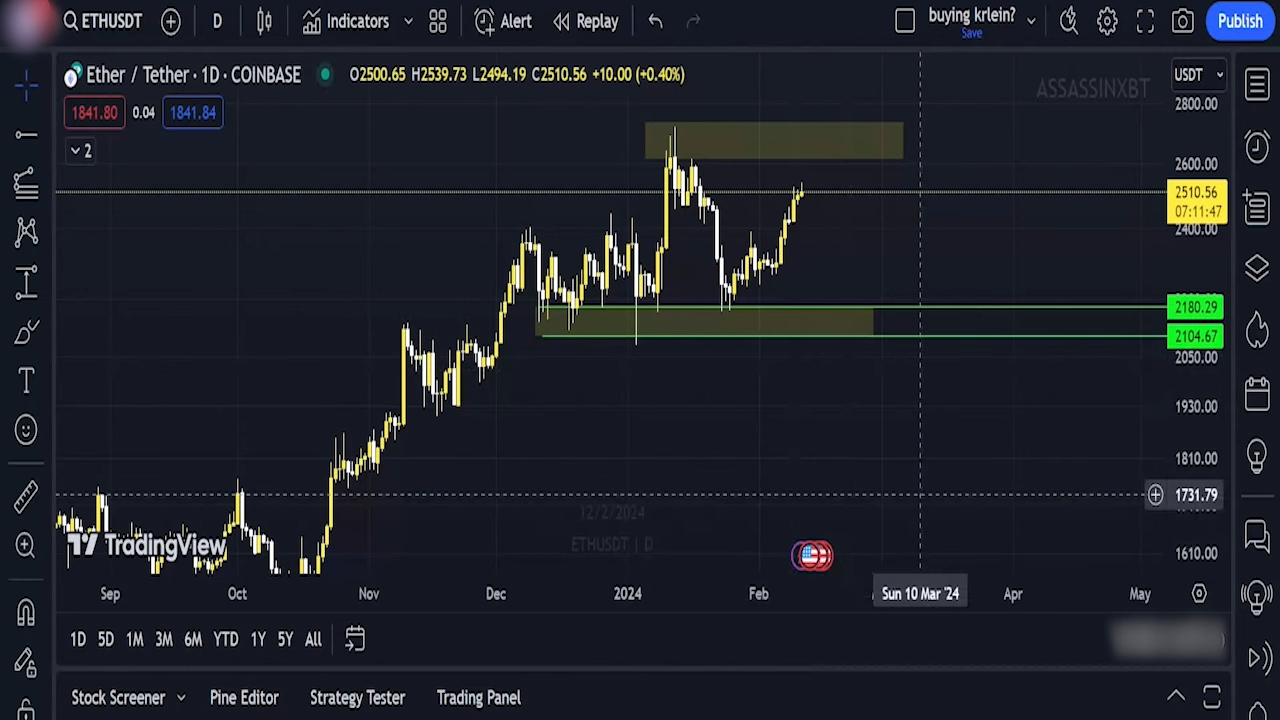 ETHUSDT D Indicators Alert Replay buying krlein? Save Publish
Ether / Tether · 1D · COINBASE O2500.65 H2539.73 L2494.19 C2510.56 +10.00 (+0.40%) USDT
ASSASSINXBT
1841.80 0.04 1841.84
2
2800.00
2600.00
2510.56
07:11:47
2400.00
2180.29
2104.67
2050.00
1930.00
1810.00
1731.79
12/2/2024
ETHUSDT | D
TradingView
1610.00
Sep Oct Nov Dec 2024 Feb Sun 10 Mar '24 Apr May
1D 5D 1M 3M 6M YTD 1Y 5Y All
Stock Screener Pine Editor Strategy Tester Trading Panel